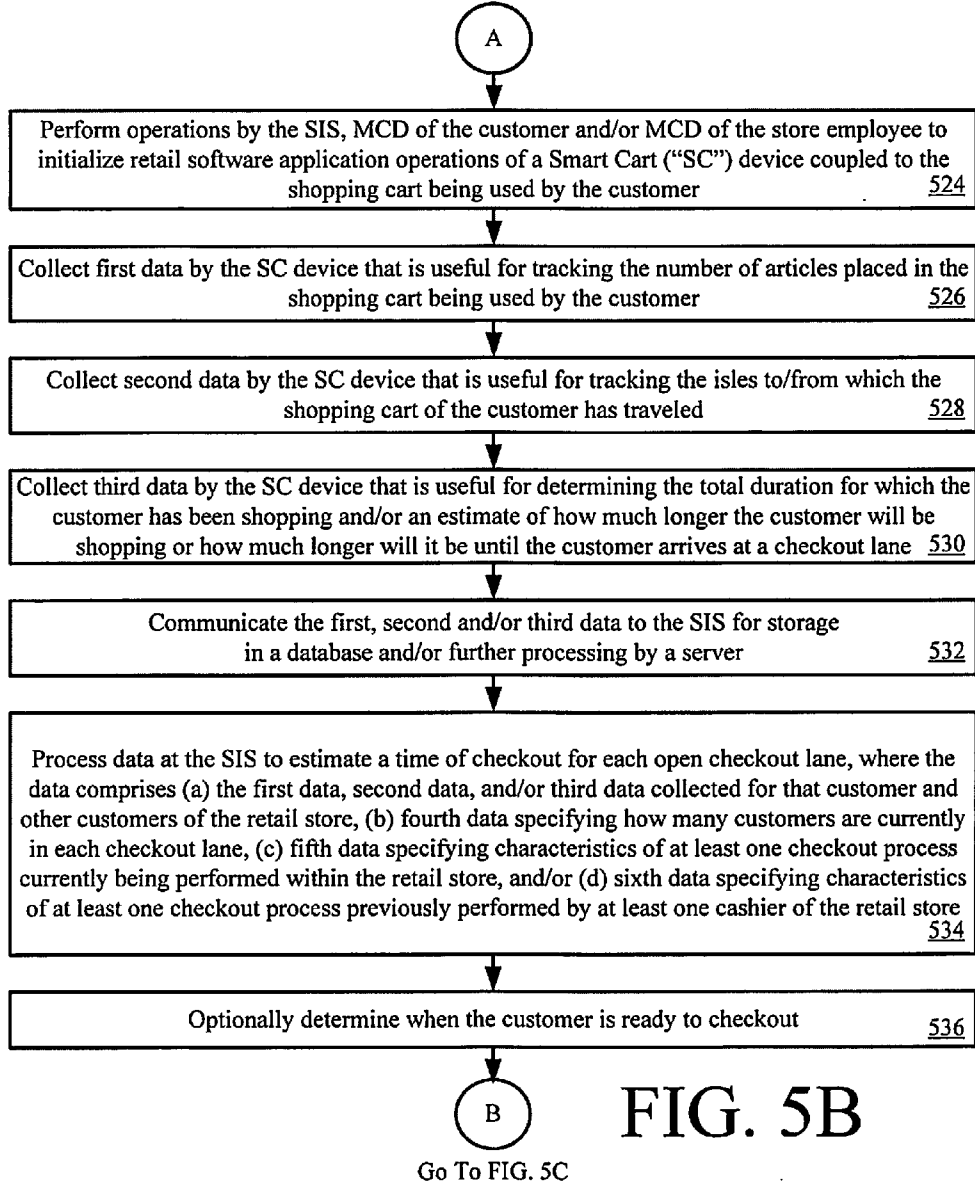 A
Perform operations by the SIS, MCD of the customer and/or MCD of the store employee to
initialize retail software application operations of a Smart Cart ("SC") device coupled to the
shopping cart being used by the customer
524
Collect first data by the SC device that is useful for tracking the number of articles placed in the
shopping cart being used by the customer
526
Collect second data by the SC device that is useful for tracking the isles to/from which the
shopping cart of the customer has traveled
528
Collect third data by the SC device that is useful for determining the total duration for which the
customer has been shopping and/or an estimate of how much longer the customer will be
shopping or how much longer will it be until the customer arrives at a checkout lane
530
Communicate the first, second and/or third data to the SIS for storage
in a database and/or further processing by a server
532
Process data at the SIS to estimate a time of checkout for each open checkout lane, where the
data comprises (a) the first data, second data, and/or third data collected for that customer and
other customers of the retail store, (b) fourth data specifying how many customers are currently
in each checkout lane, (c) fifth data specifying characteristics of at least one checkout process
currently being performed within the retail store, and/or (d) sixth data specifying characteristics
of at least one checkout process previously performed by at least one cashier of the retail store
534
Optionally determine when the customer is ready to checkout
536
B
FIG. 5B
Go To FIG. 5C